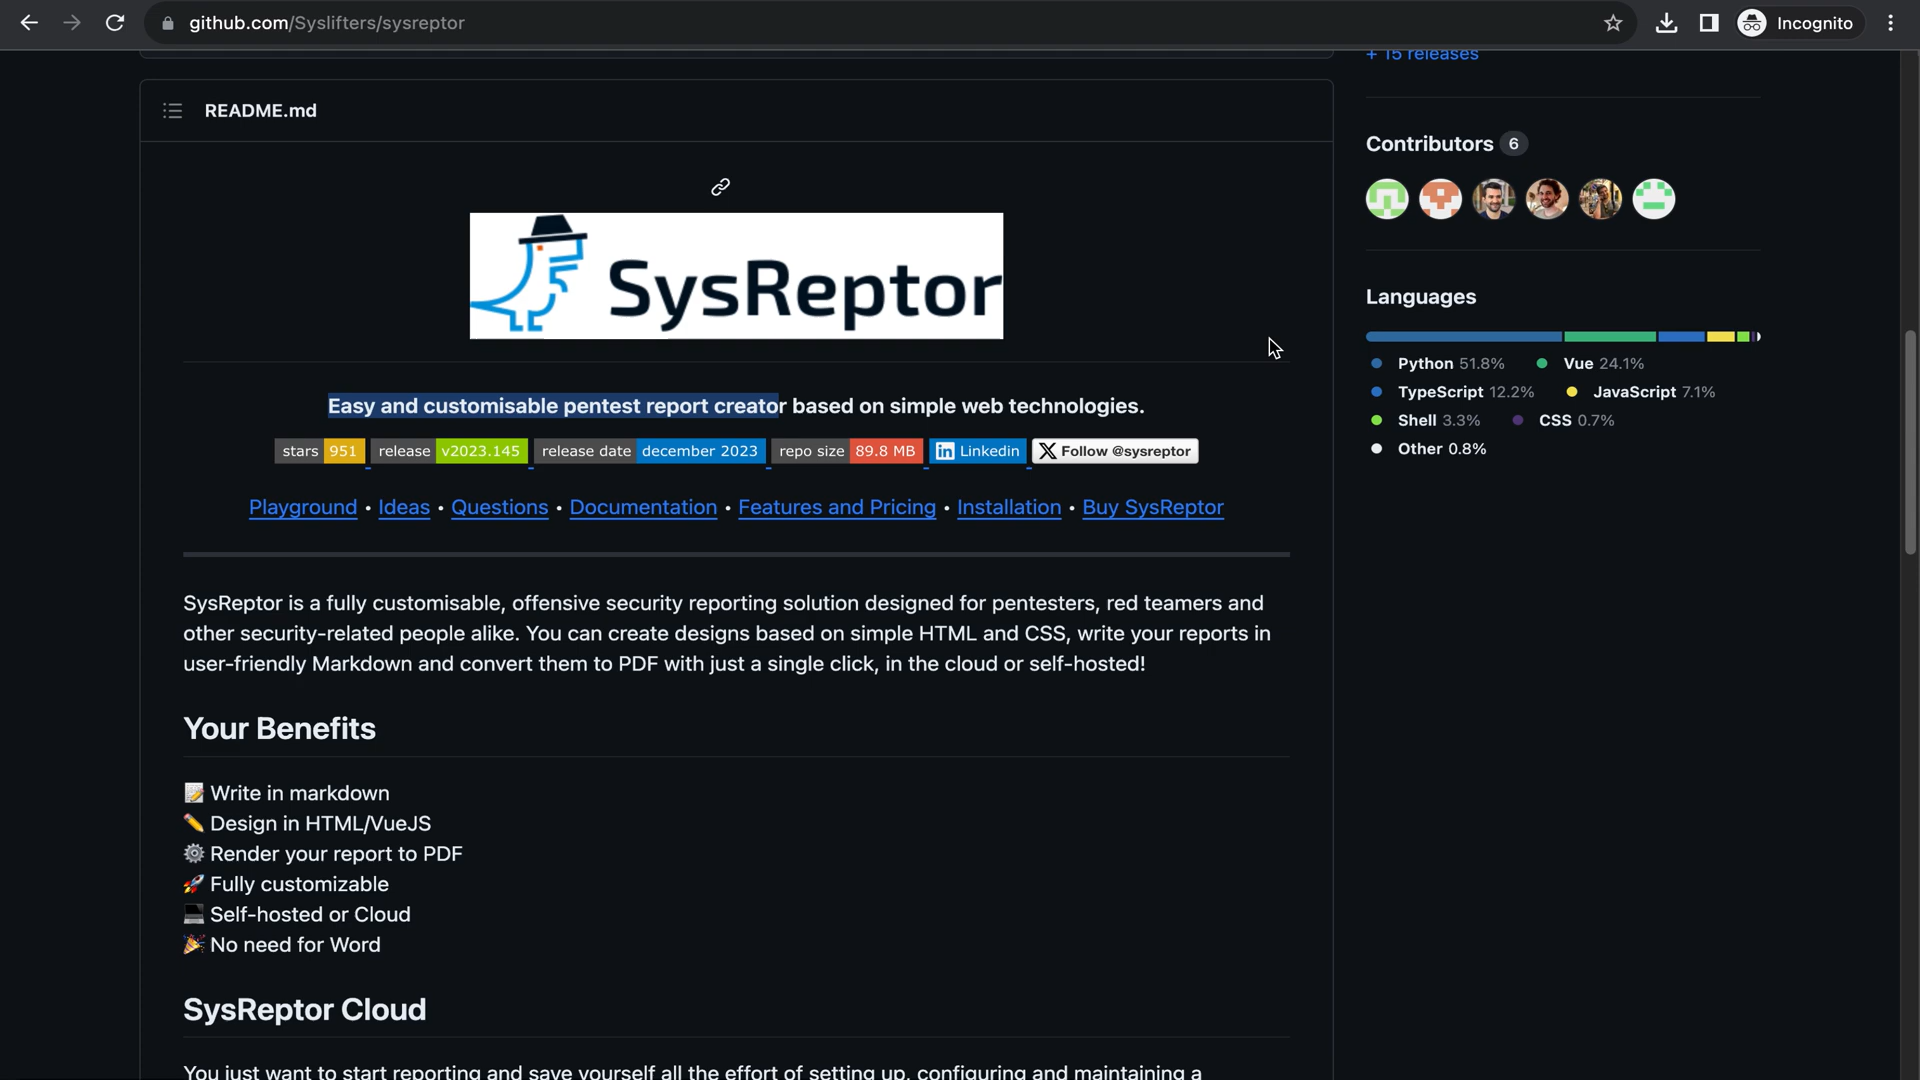 github.com/Syslifters/sysreptor
Incognito
+ 15 releases
README.md
SysReptor
Easy and customisable pentest report creator based on simple web technologies.
stars 951 release v2023.145 release date december 2023 repo size 89.8 MB Linkedin Follow @sysreptor
Playground • Ideas • Questions • Documentation • Features and Pricing • Installation • Buy SysReptor
SysReptor is a fully customisable, offensive security reporting solution designed for pentesters, red teamers and
other security-related people alike. You can create designs based on simple HTML and CSS, write your reports in
user-friendly Markdown and convert them to PDF with just a single click, in the cloud or self-hosted!
Your Benefits
📝 Write in markdown
✏️ Design in HTML/VueJS
⚙️ Render your report to PDF
🚀 Fully customizable
💻 Self-hosted or Cloud
🎉 No need for Word
SysReptor Cloud
You just want to start reporting and save yourself all the effort of setting up, configuring and maintaining a
Contributors 6
Languages
Python 51.8% Vue 24.1%
TypeScript 12.2% JavaScript 7.1%
Shell 3.3% CSS 0.7%
Other 0.8%